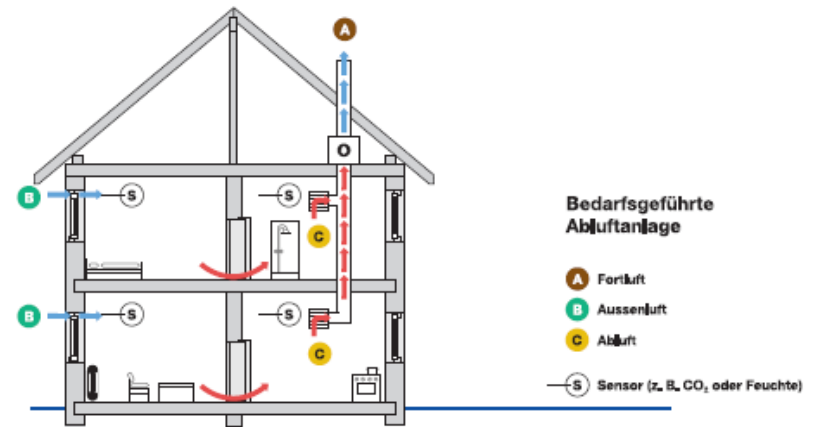 A
O
B S S
C
B S S
C
Bedarfsgeführte
Abluftanlage
A Fortluft
B Aussenluft
C Abluft
S Sensor (z. B. CO₂ oder Feuchte)